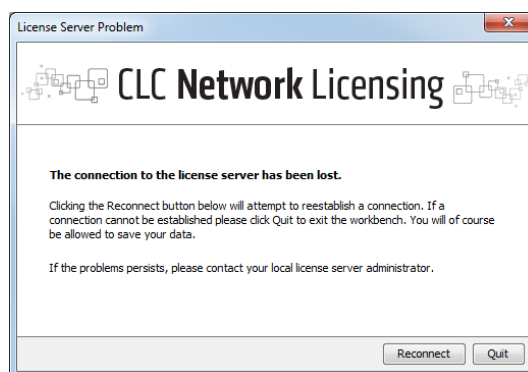 License Server Problem
CLC Network Licensing
The connection to the license server has been lost.
Clicking the Reconnect button below will attempt to reestablish a connection. If a
connection cannot be established please click Quit to exit the workbench. You will of course
be allowed to save your data.
If the problems persists, please contact your local license server administrator.
Reconnect Quit